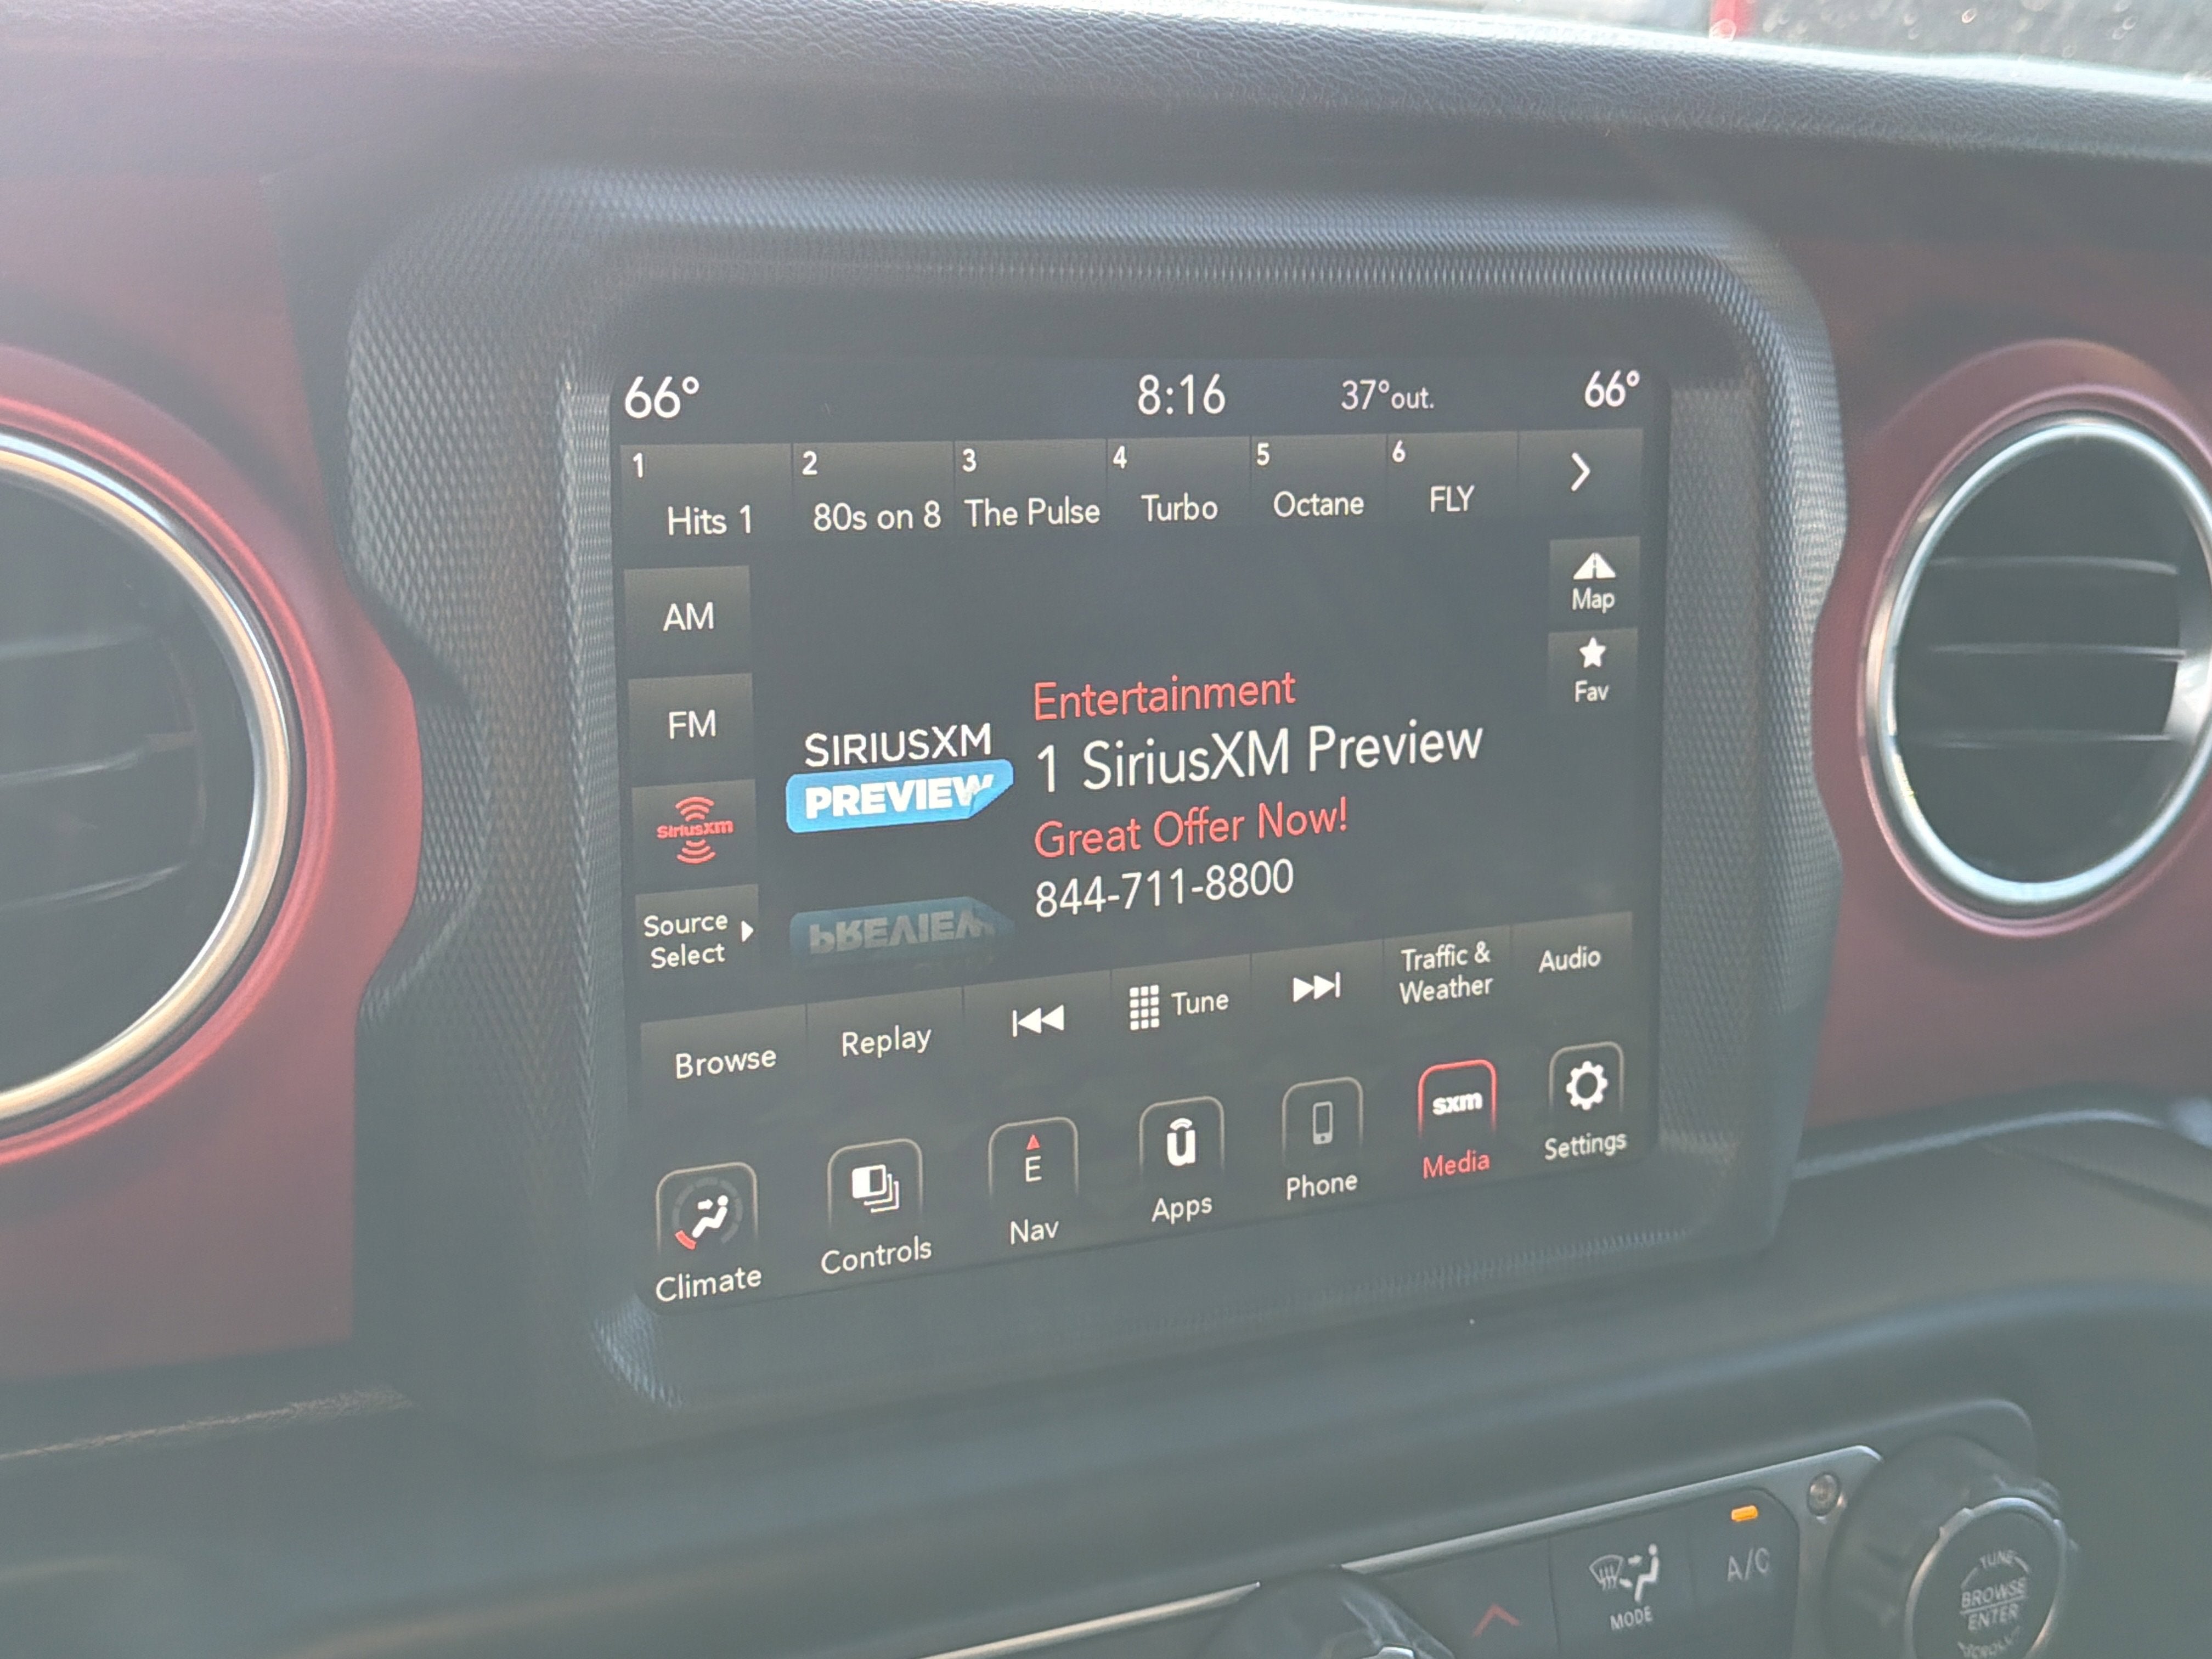 66° 8:16 37°out. 66°
1 2 3 4 5 6
Hits 1 80s on 8 The Pulse Turbo Octane FLY
AM
FM
SiriusXM
Source
Select
Map
Fav
SIRIUSXM
PREVIEW
Entertainment
1 SiriusXM Preview
Great Offer Now!
844-711-8800
PREVIEW
Browse Replay Tune Traffic & Audio
Weather
E
sxm
Climate Controls Nav Apps Phone Media Settings
MODE
A/C
TUNE
BROWSE
ENTER
SCROLL